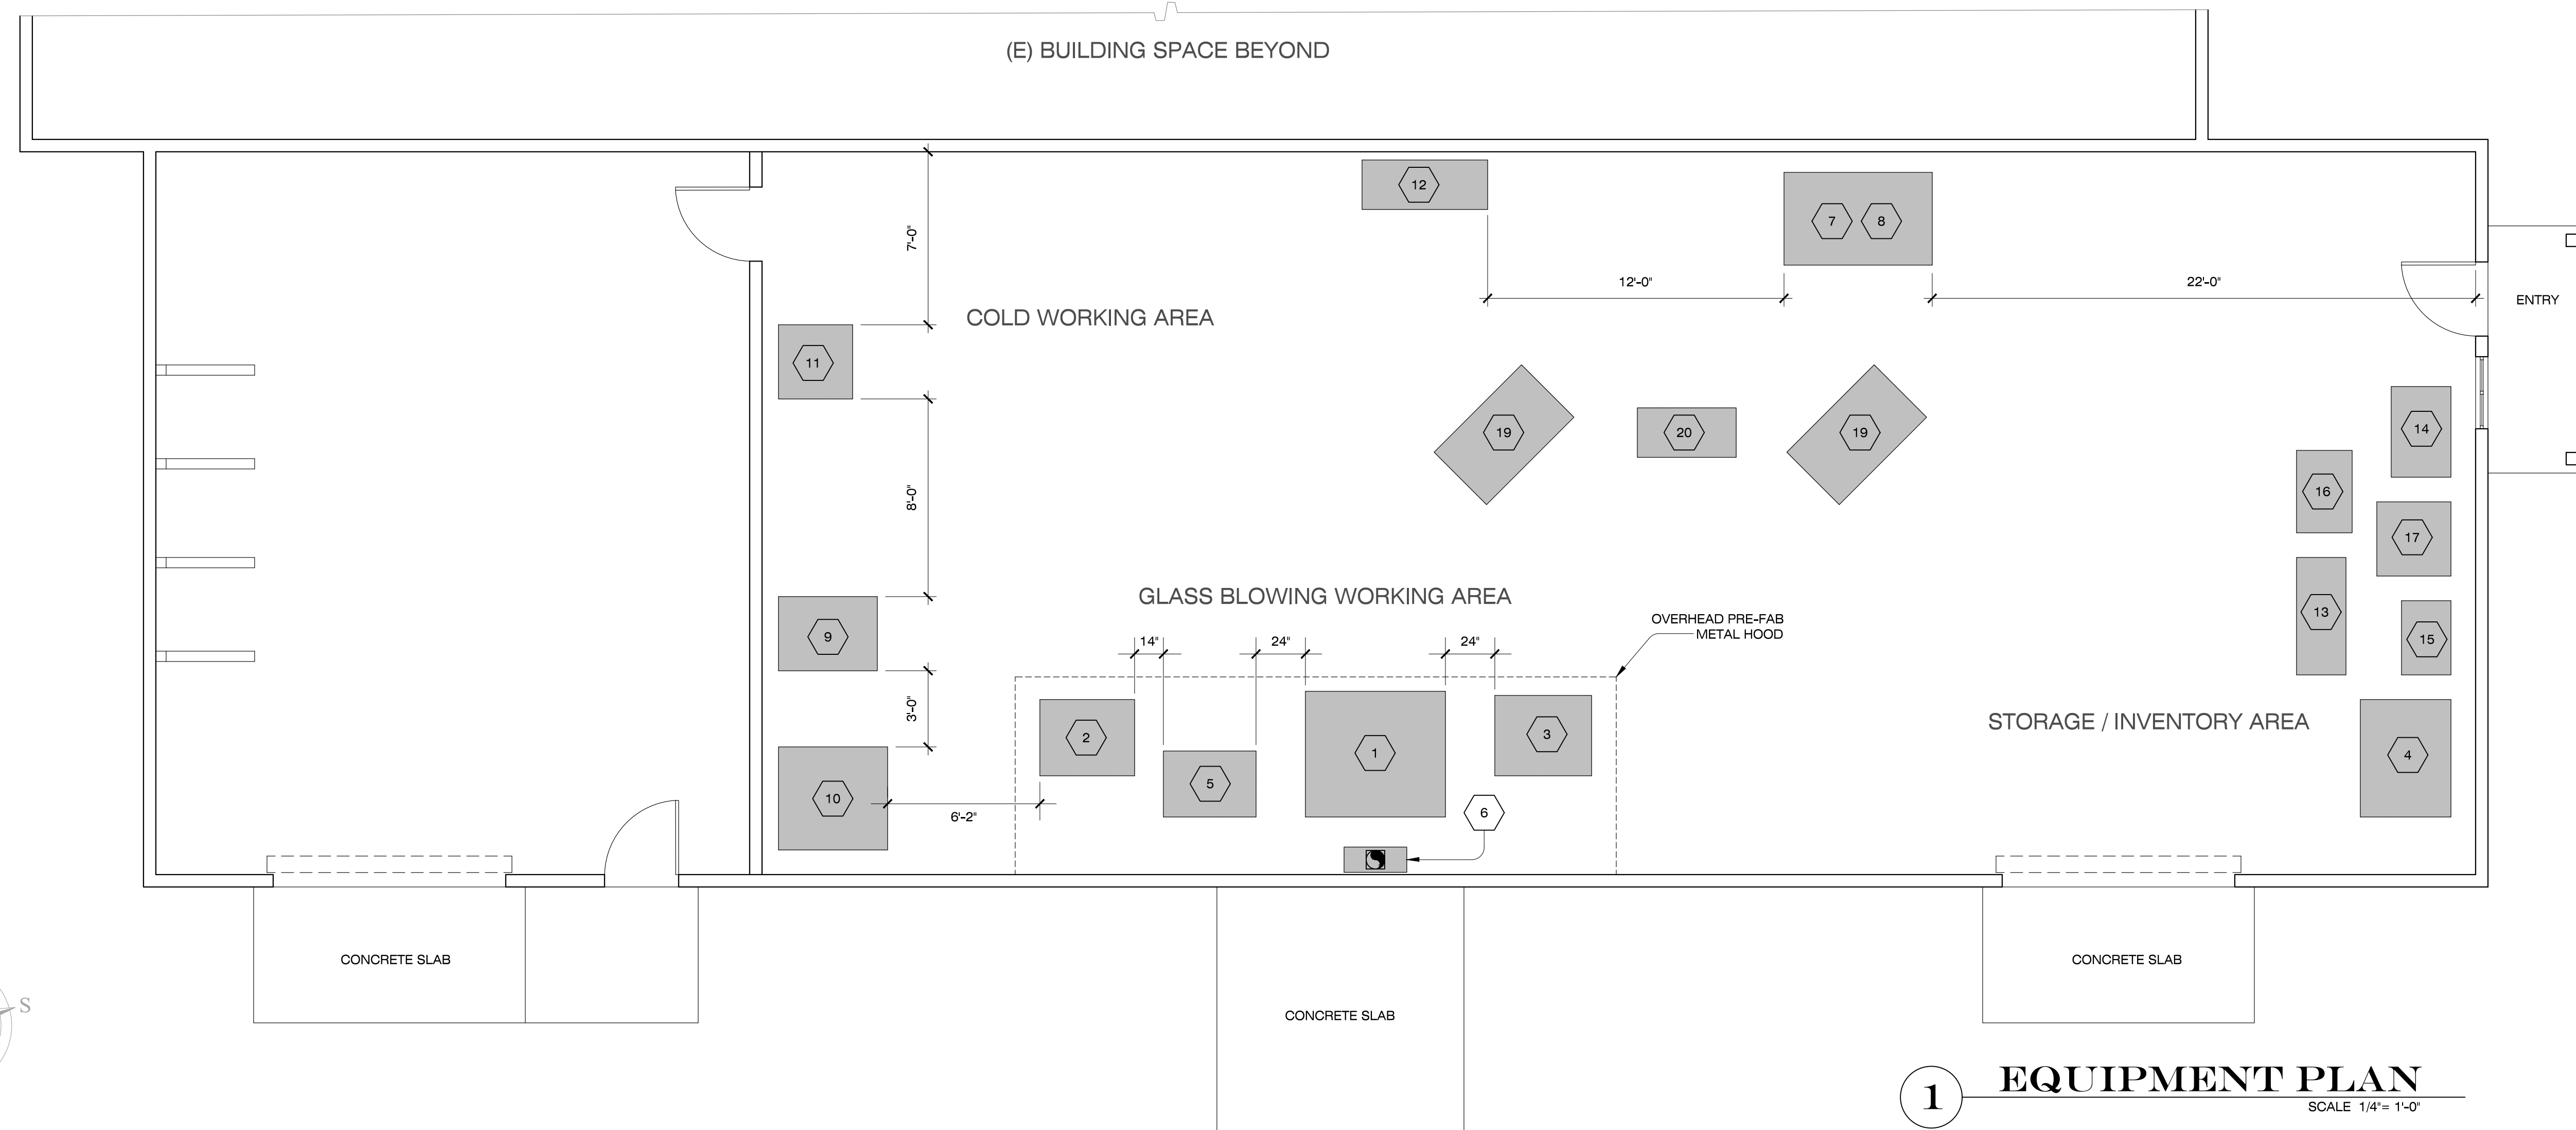 (E) BUILDING SPACE BEYOND
12
7
8
7'-0"
12'-0"
22'-0"
ENTRY
COLD WORKING AREA
11
19
20
19
14
16
8'-0"
17
GLASS BLOWING WORKING AREA
13
OVERHEAD PRE-FAB
METAL HOOD
9
14"
24"
24"
15
3'-0"
STORAGE / INVENTORY AREA
2
3
1
4
5
10
6
6'-2"
CONCRETE SLAB
CONCRETE SLAB
S
CONCRETE SLAB
1
EQUIPMENT PLAN
SCALE 1/4"= 1'-0"